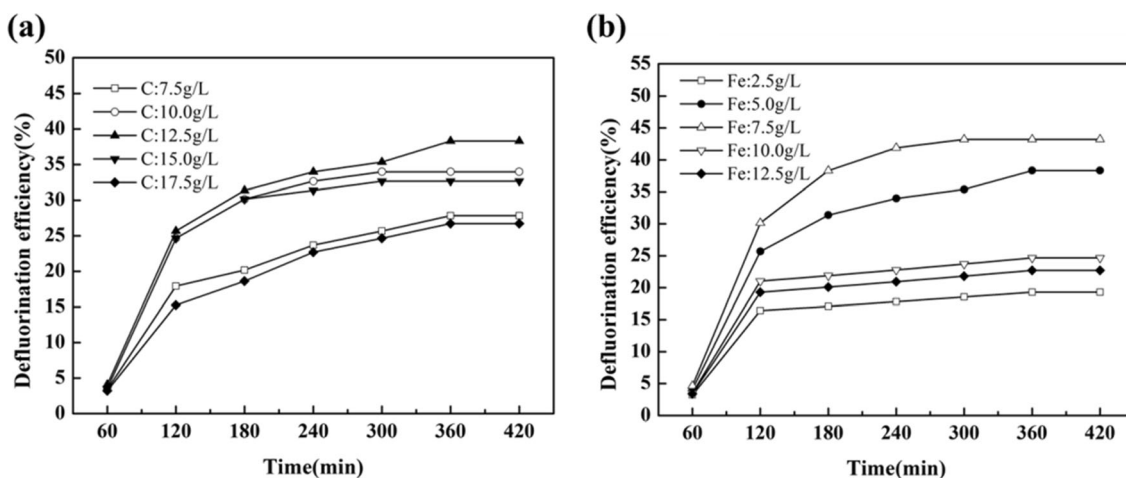 (a)
Defluorination efficiency(%)
50
45
40
35
30
25
20
15
10
5
0
C:7.5g/L
C:10.0g/L
C:12.5g/L
C:15.0g/L
C:17.5g/L
60 120 180 240 300 360 420
Time(min)
(b)
Defluorination efficiency(%)
55
50
45
40
35
30
25
20
15
10
5
0
Fe:2.5g/L
Fe:5.0g/L
Fe:7.5g/L
Fe:10.0g/L
Fe:12.5g/L
60 120 180 240 300 360 420
Time(min)